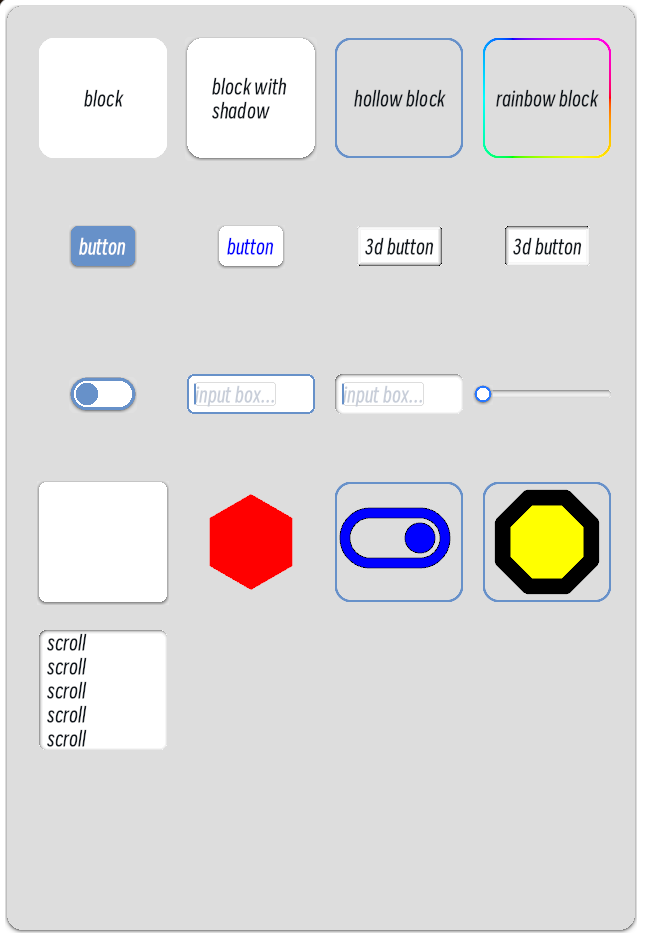 block
block with
shadow
hollow block
rainbow block
button
button
3d button
3d button
input box...
input box...
scroll
scroll
scroll
scroll
scroll